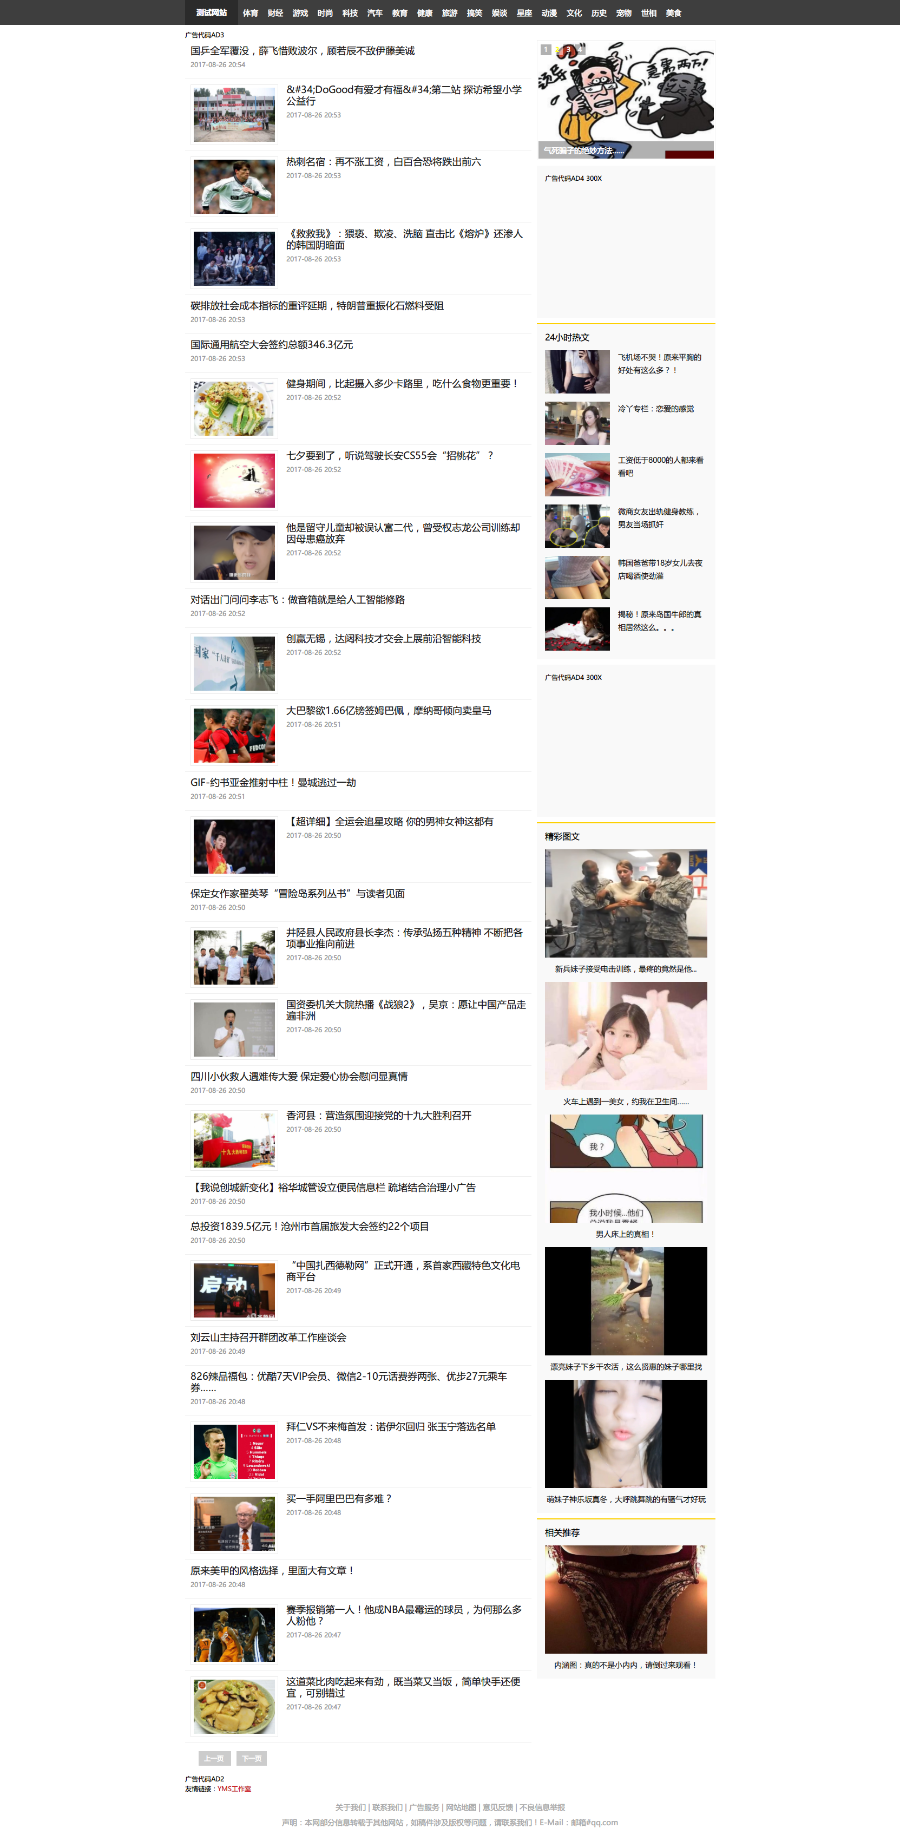 测试网站 体育 财经 游戏 时尚 科技 汽车 教育 健康 旅游 搞笑 娱谈 星座 动漫 文化 历史 宠物 世相 美食
广告代码AD3
国乒全军覆没，薛飞惜败波尔，顾若辰不敌伊藤美诚
2017-08-26 20:54
&#34;DoGood有爱才有福&#34;第二站 探访希望小学
公益行
2017-08-26 20:53
热刺名宿：再不涨工资，白百合恐将跌出前六
2017-08-26 20:53
《救救我》：猥亵、欺凌、洗脑 直击比《熔炉》还渗人
的韩国阴暗面
2017-08-26 20:53
碳排放社会成本指标的重评延期，特朗普重振化石燃料受阻
2017-08-26 20:53
国际通用航空大会签约总额346.3亿元
2017-08-26 20:53
健身期间，比起摄入多少卡路里，吃什么食物更重要！
2017-08-26 20:52
七夕要到了，听说驾驶长安CS55会“招桃花”？
2017-08-26 20:52
他是留守儿童却被误认富二代，曾受权志龙公司训练却
因母患癌放弃
2017-08-26 20:52
对话出门问问李志飞：做音箱就是给人工智能修路
2017-08-26 20:52
创赢无锡，达闼科技才交会上展前沿智能科技
2017-08-26 20:52
大巴黎欲1.66亿镑签姆巴佩，摩纳哥倾向卖皇马
2017-08-26 20:51
GIF-约书亚金推射中柱！曼城逃过一劫
2017-08-26 20:51
【超详细】全运会追星攻略 你的男神女神这都有
2017-08-26 20:50
保定女作家翟英琴“冒险岛系列丛书”与读者见面
2017-08-26 20:50
井陉县人民政府县长李杰：传承弘扬五种精神 不断把各
项事业推向前进
2017-08-26 20:50
国资委机关大院热播《战狼2》，吴京：愿让中国产品走
遍非洲
2017-08-26 20:50
四川小伙救人遇难传大爱 保定爱心协会慰问显真情
2017-08-26 20:50
香河县：营造氛围迎接党的十九大胜利召开
2017-08-26 20:50
【我说创城新变化】裕华城管设立便民信息栏 疏堵结合治理小广告
2017-08-26 20:50
总投资1839.5亿元！沧州市首届旅发大会签约22个项目
2017-08-26 20:50
启动
“中国扎西德勒网”正式开通，系首家西藏特色文化电
商平台
2017-08-26 20:49
刘云山主持召开群团改革工作座谈会
2017-08-26 20:49
826辣品福包：优酷7天VIP会员、微信2-10元话费券两张、优步27元乘车
券……
2017-08-26 20:48
拜仁VS不来梅首发：诺伊尔回归 张玉宁落选名单
2017-08-26 20:48
买一手阿里巴巴有多难？
2017-08-26 20:48
原来美甲的风格选择，里面大有文章！
2017-08-26 20:48
赛季报销第一人！他成NBA最霉运的球员，为何那么多
人粉他？
2017-08-26 20:47
这道菜比肉吃起来有劲，既当菜又当饭，简单快手还便
宜，可别错过
2017-08-26 20:47
上一页 下一页
1 3
气死骗子的绝妙方法……
广告代码AD4 300X
24小时热文
飞机场不哭！原来平胸的
好处有这么多？！
冷丫专栏：恋爱的感觉
工资低于8000的人都来看
看吧
微商女友出轨健身教练，
男友当场抓奸
韩国爸爸带18岁女儿去夜
店喝酒使劲灌
揭秘！原来岛国牛郎的真
相居然这么。。。
广告代码AD4 300X
精彩图文
新兵妹子接受电击训练，最疼的竟然是他...
火车上遇到一美女，约我在卫生间……
我？
我小时候...他们
男人床上的真相！
漂亮妹子下乡干农活，这么贤惠的妹子哪里找
萌妹子神乐坂真冬，大呼跳舞跳的有骚气才好玩
相关推荐
内涵图：真的不是小内内，请倒过来观看！
广告代码AD2
友情链接：YMS工作室
关于我们 | 联系我们 | 广告服务 | 网站地图 | 意见反馈 | 不良信息举报
声明：本网部分信息转载于其他网站，如稿件涉及版权等问题，请联系我们！E-Mail：邮箱#qq.com